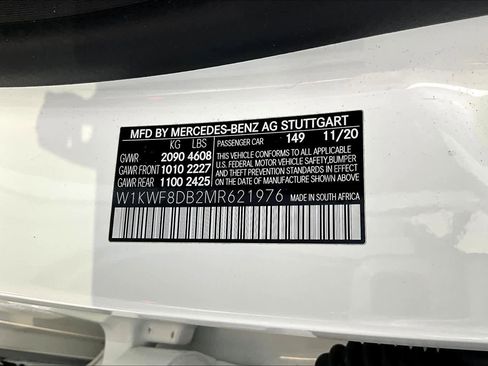 MFD BY MERCEDES-BENZ AG STUTTGART
KG LBS PASSENGER CAR 149 11/20
GVWR 2090 4608 THIS VEHICLE CONFORMS TO ALL APPLICABLE
GAWR FRONT 1010 2227 U.S. FEDERAL MOTOR VEHICLE SAFETY, BUMPER
GAWR REAR 1100 2425 AND THEFT PREVENTION STANDARDS IN EFFECT
ON THE DATE OF MANUFACTURE SHOWN ABOVE.
W1KWF8DB2MR621976 MADE IN SOUTH AFRICA